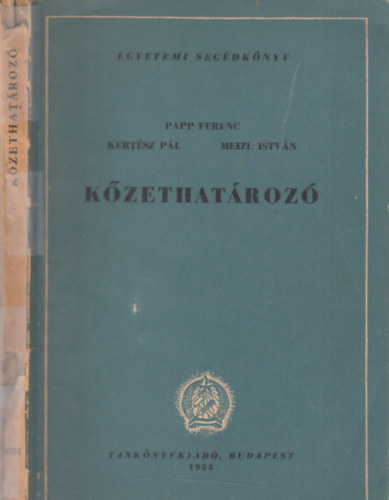 KŐZETHATÁROZÓ
EGYETEMI SEGÉDKÖNYV
PAPP FERENC
KERTÉSZ PÁL MEIZL ISTVÁN
KŐZETHATÁROZÓ
TANKÖNYVKIADÓ, BUDAPEST
1953